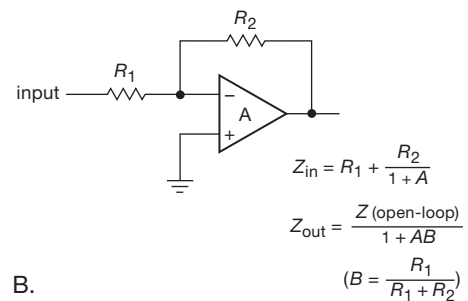 R2
R1
input
−
A
+
Zin = R1 + R2 / 1 + A
Zout = Z (open-loop) / 1 + AB
(B = R1 / R1 + R2)
B.